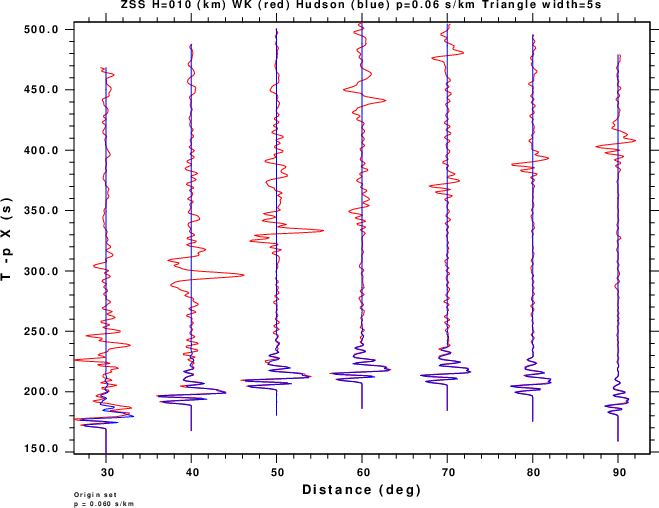 ZSS H=010 (km) WK (red) Hudson (blue) p=0.06 s/km Triangle width=5s
500.0
450.0
400.0
350.0
300.0
250.0
200.0
150.0
T -p X (s)
30 40 50 60 70 80 90
Distance (deg)
Origin set
p = 0.060 s/km